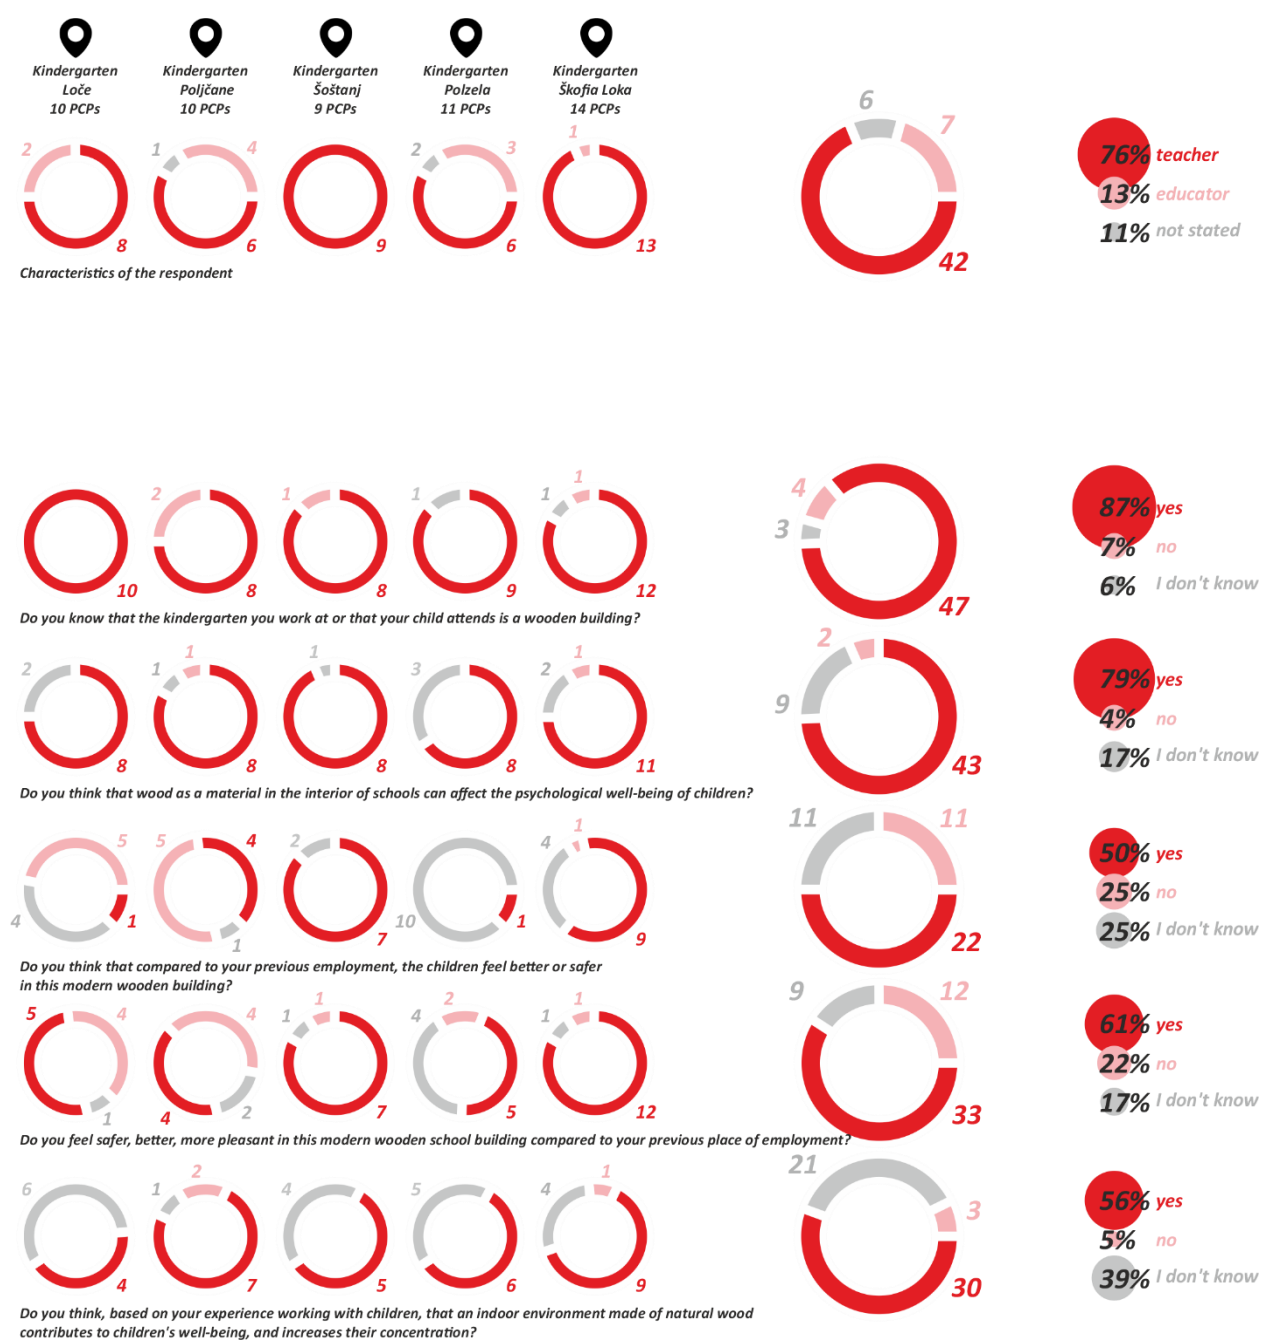 Kindergarten
Loče
10 PCPs
Kindergarten
Poljčane
10 PCPs
Kindergarten
Šoštanj
9 PCPs
Kindergarten
Polzela
11 PCPs
Kindergarten
Škofia Loka
14 PCPs
2
8
1
4
6
9
2
3
6
1
13
6
7
42
76% teacher
13% educator
11% not stated
Characteristics of the respondent
10
2
8
1
8
1
9
1
1
12
4
3
47
87% yes
7% no
6% I don't know
Do you know that the kindergarten you work at or that your child attends is a wooden building?
2
8
1
1
8
1
8
3
8
2
1
11
2
9
43
79% yes
4% no
17% I don't know
Do you think that wood as a material in the interior of schools can affect the psychological well-being of children?
5
4
1
5
4
1
2
7
10
1
4
1
9
11
11
22
50% yes
25% no
25% I don't know
Do you think that compared to your previous employment, the children feel better or safer
in this modern wooden building?
5
4
1
4
4
2
1
1
7
4
2
5
1
1
12
9
12
33
61% yes
22% no
17% I don't know
Do you feel safer, better, more pleasant in this modern wooden school building compared to your previous place of employment?
6
4
1
2
7
4
5
5
6
4
1
9
21
3
30
56% yes
5% no
39% I don't know
Do you think, based on your experience working with children, that an indoor environment made of natural wood
contributes to children's well-being, and increases their concentration?